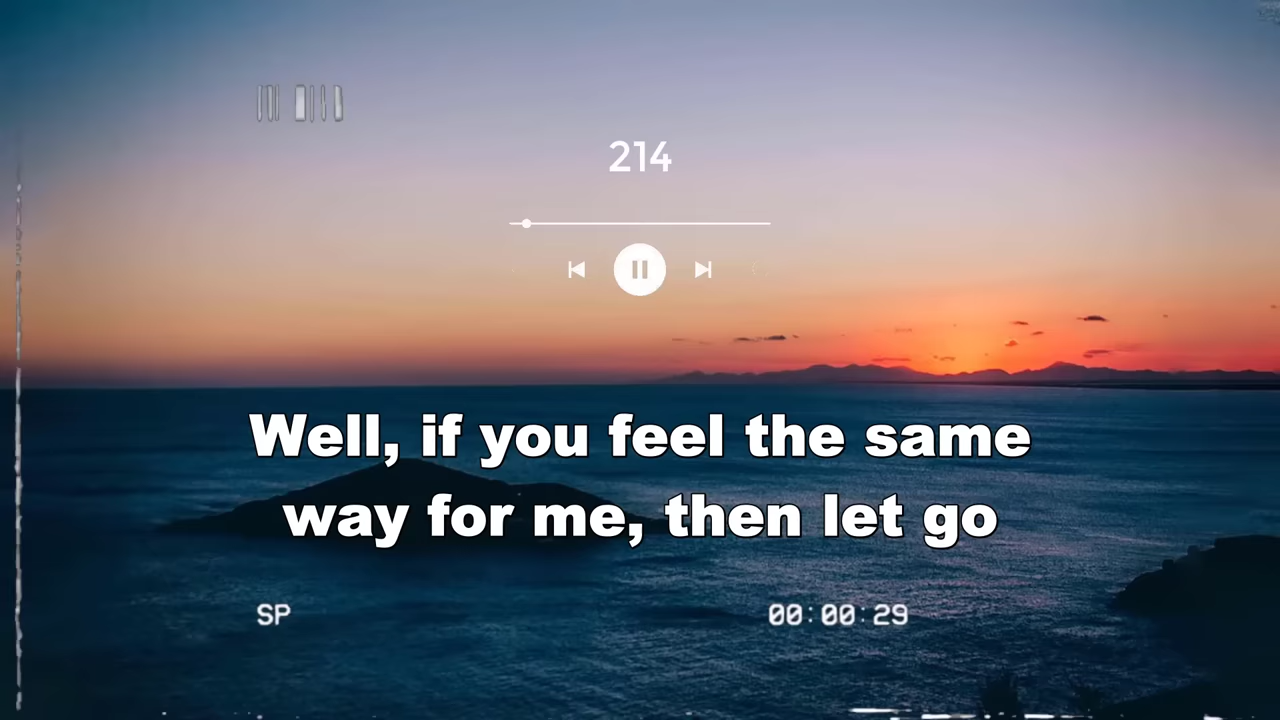 214
Well, if you feel the same
way for me, then let go
SP
00:00:29